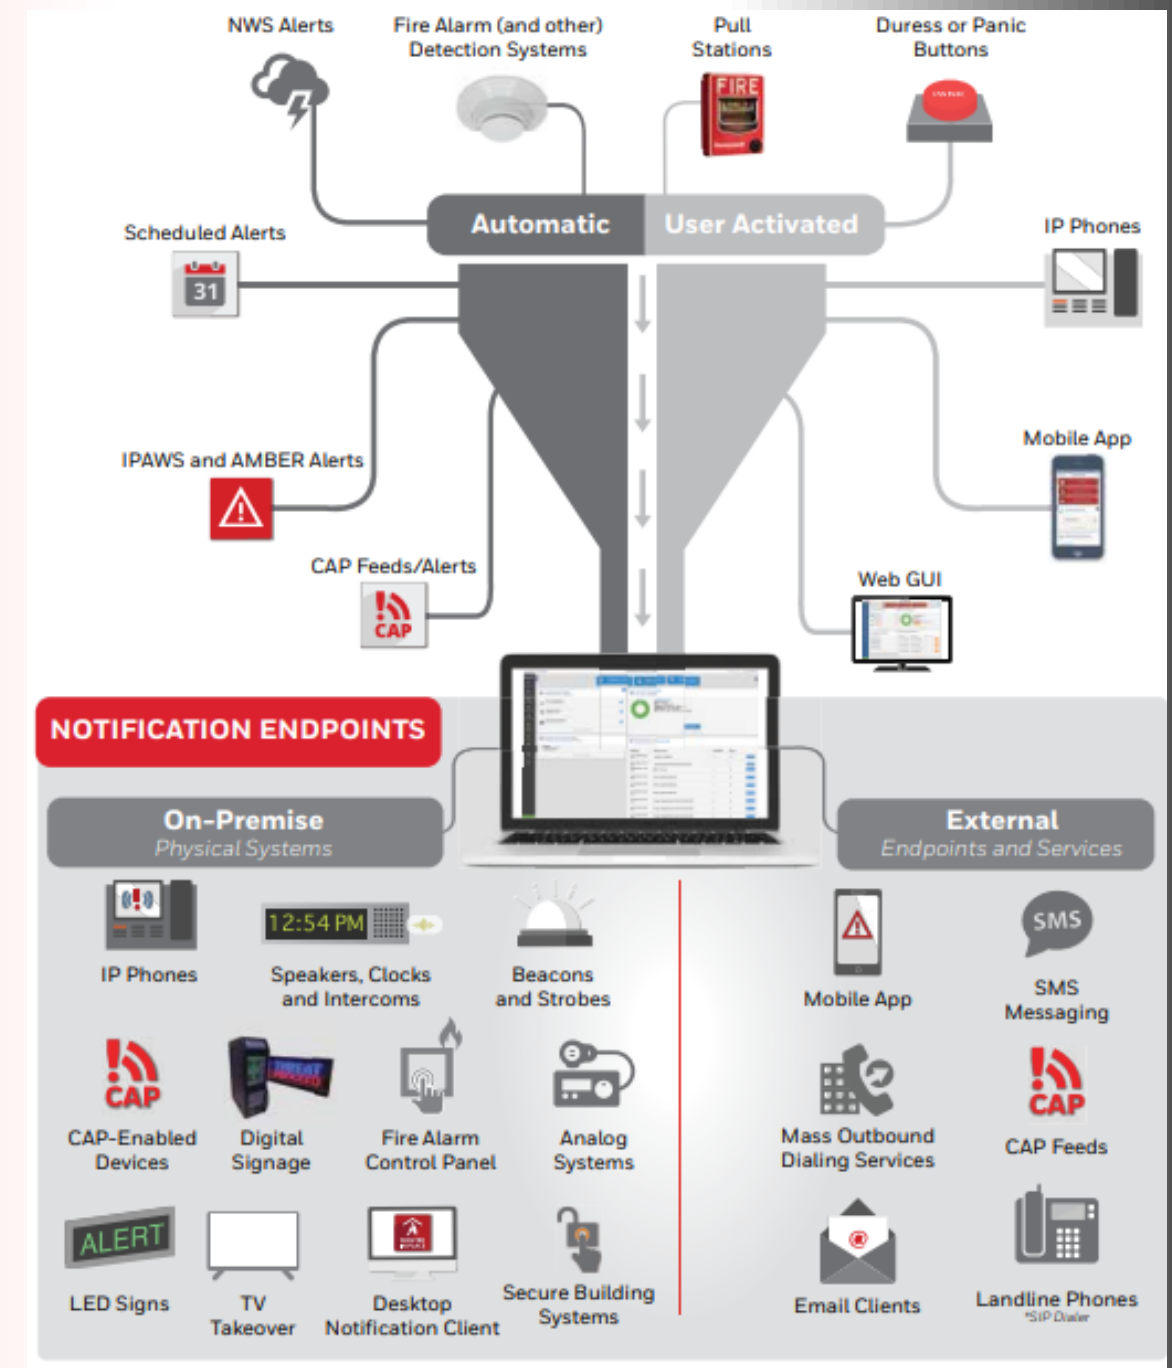 NWS Alerts
Fire Alarm (and other)
Detection Systems
Pull
Stations
Duress or Panic
Buttons
FIRE
PANIC
Automatic
User Activated
Scheduled Alerts
31
IP Phones
IPAWS and AMBER Alerts
Mobile App
CAP Feeds/Alerts
CAP
Web GUI
NOTIFICATION ENDPOINTS
On-Premise
Physical Systems
External
Endpoints and Services
12:54 PM
SMS
IP Phones
Speakers, Clocks
and Intercoms
Beacons
and Strobes
Mobile App
SMS
Messaging
CAP
THREAT
CAP
CAP-Enabled
Devices
Digital
Signage
Fire Alarm
Control Panel
Analog
Systems
Mass Outbound
Dialing Services
CAP Feeds
ALERT
@
LED Signs
TV
Takeover
Desktop
Notification Client
Secure Building
Systems
Email Clients
Landline Phones
*SIP Dialer